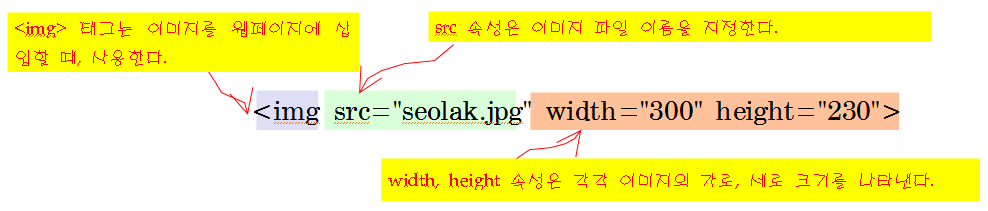 <img> 태그는 이미지를 웹페이지에 삽
입할 때, 사용한다.
src 속성은 이미지 파일 이름을 지정한다.
<img src="seolak.jpg" width="300" height="230">
width, height 속성은 각각 이미지의 가로, 세로 크기를 나타낸다.